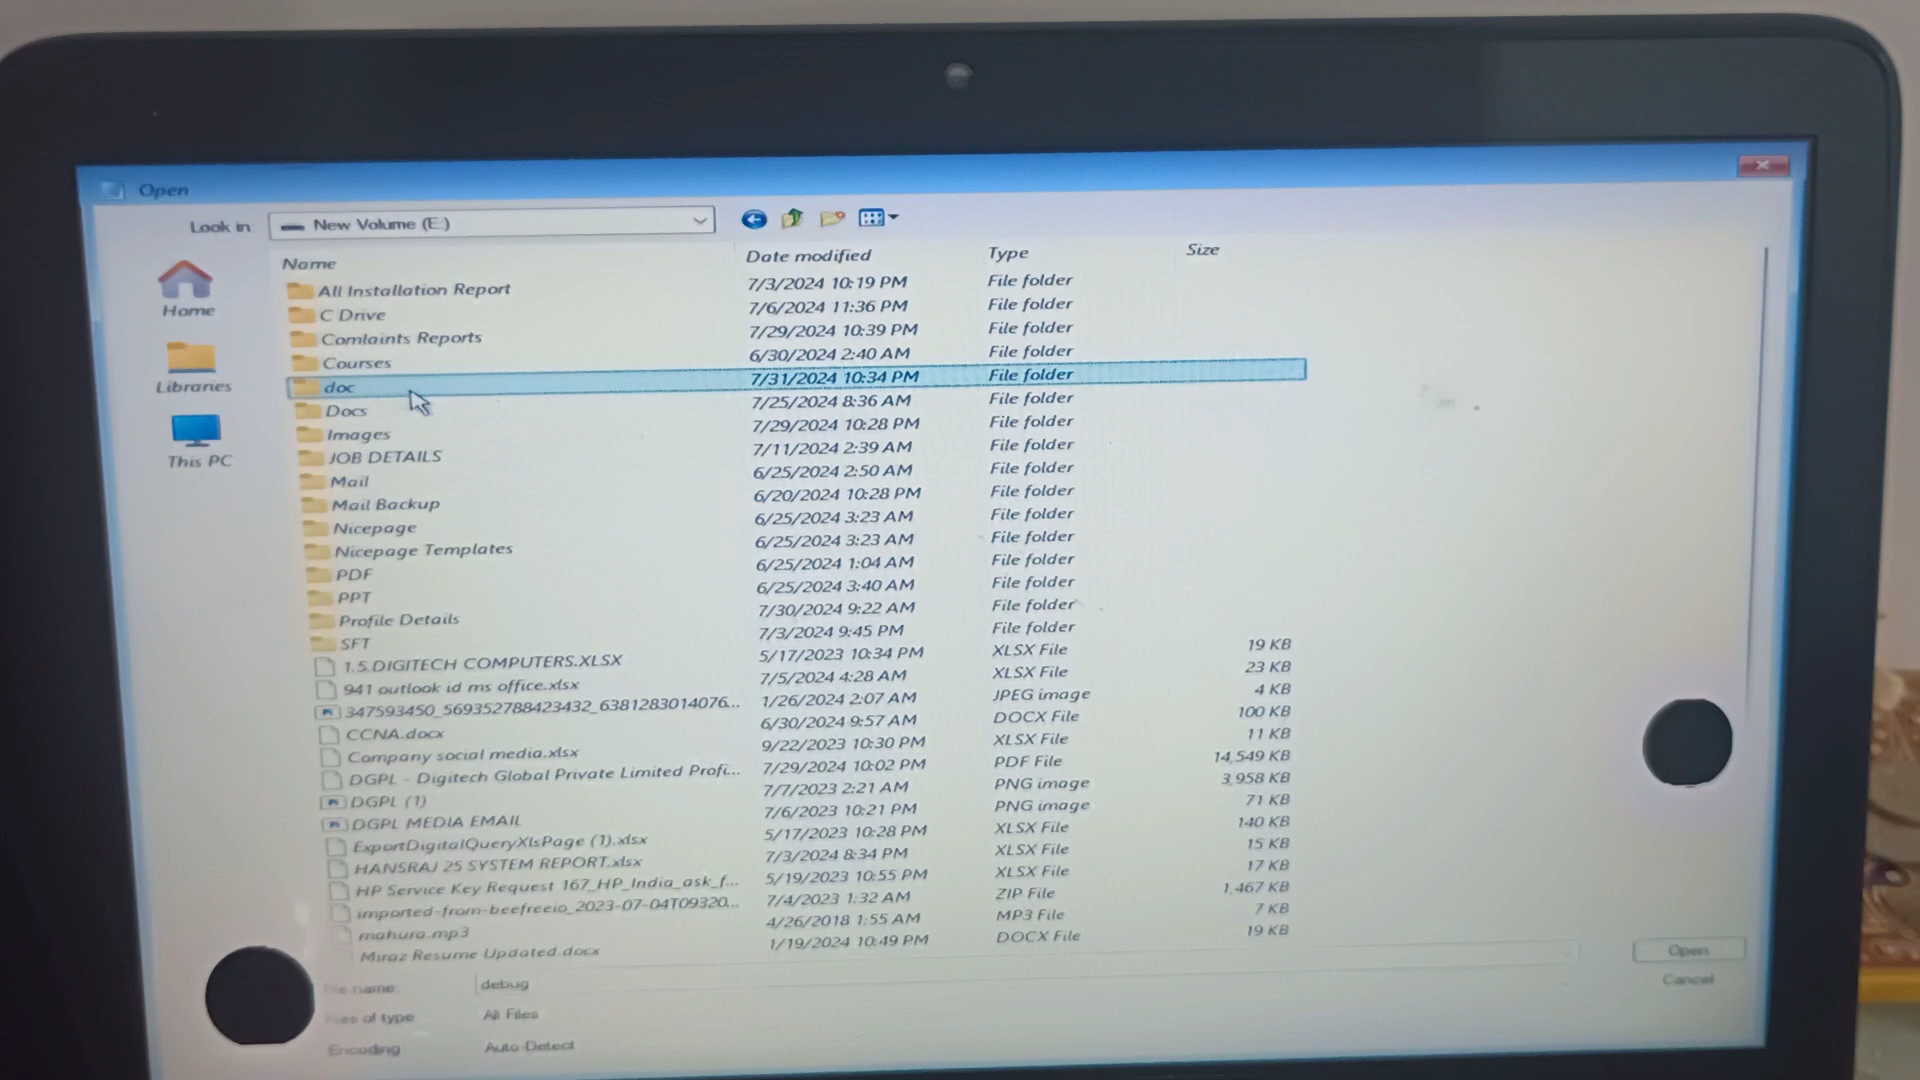 Open
Look in
New Volume (E:)
Home
Libraries
This PC
Name Date modified Type Size
All Installation Report 7/3/2024 10:19 PM File folder
C Drive 7/6/2024 11:36 PM File folder
Comlaints Reports 7/29/2024 10:39 PM File folder
Courses 6/30/2024 2:40 AM File folder
doc 7/31/2024 10:34 PM File folder
Docs 7/25/2024 8:36 AM File folder
Images 7/29/2024 10:28 PM File folder
JOB DETAILS 7/11/2024 2:39 AM File folder
Mail 6/25/2024 2:50 AM File folder
Mail Backup 6/20/2024 10:28 PM File folder
Nicepage 6/25/2024 3:23 AM File folder
Nicepage Templates 6/25/2024 3:23 AM File folder
PDF 6/25/2024 1:04 AM File folder
PPT 6/25/2024 3:40 AM File folder
Profile Details 7/30/2024 9:22 AM File folder
SFT 7/3/2024 9:45 PM File folder
1.5.DIGITECH COMPUTERS.XLSX 5/17/2023 10:34 PM XLSX File 19 KB
941 outlook id ms office.xlsx 7/5/2024 4:28 AM XLSX File 23 KB
347593450_569352788423432_6381283014076... 1/26/2024 2:07 AM JPEG image 4 KB
CCNA.docx 6/30/2024 9:57 AM DOCX File 100 KB
Company social media.xlsx 9/22/2023 10:30 PM XLSX File 11 KB
DGPL - Digitech Global Private Limited Profi... 7/29/2024 10:02 PM PDF File 14,549 KB
DGPL (1) 7/7/2023 2:21 AM PNG image 3,958 KB
DGPL MEDIA EMAIL 7/6/2023 10:21 PM PNG image 71 KB
ExportDigitalQueryXlsPage (1).xlsx 5/17/2023 10:28 PM XLSX File 140 KB
HANSRAJ 25 SYSTEM REPORT.xlsx 7/3/2024 8:34 PM XLSX File 15 KB
HP Service Key Request 167_HP_India_ask_f... 5/19/2023 10:55 PM XLSX File 17 KB
imported-from-beefreeio_2023-07-04T09320... 7/4/2023 1:32 AM ZIP File 1,467 KB
mahura.mp3 4/26/2018 1:55 AM MP3 File 7 KB
Miraz Resume Updated.docx 1/19/2024 10:49 PM DOCX File 19 KB
File name debug Open
Files of type All Files Cancel
Encoding Auto-Detect